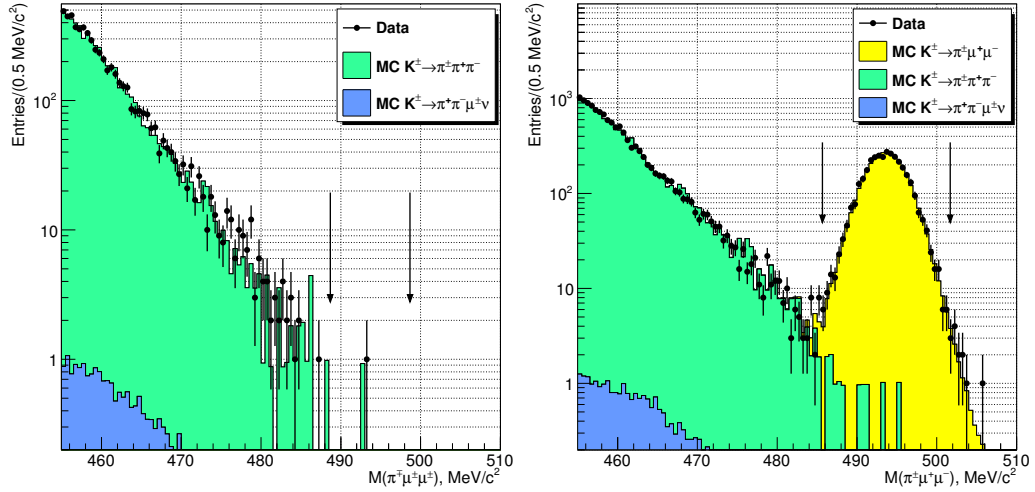 Entries/(0.5 MeV/c²)
10²
10
1
Data
MC K±→π±π⁺π⁻
MC K±→π⁺π⁻μ±ν
460 470 480 490 500 510
M(π∓μ±μ±), MeV/c²
Entries/(0.5 MeV/c²)
10³
10²
10
1
Data
MC K±→π±μ⁺μ⁻
MC K±→π±π⁺π⁻
MC K±→π⁺π⁻μ±ν
460 470 480 490 500 510
M(π±μ⁺μ⁻), MeV/c²